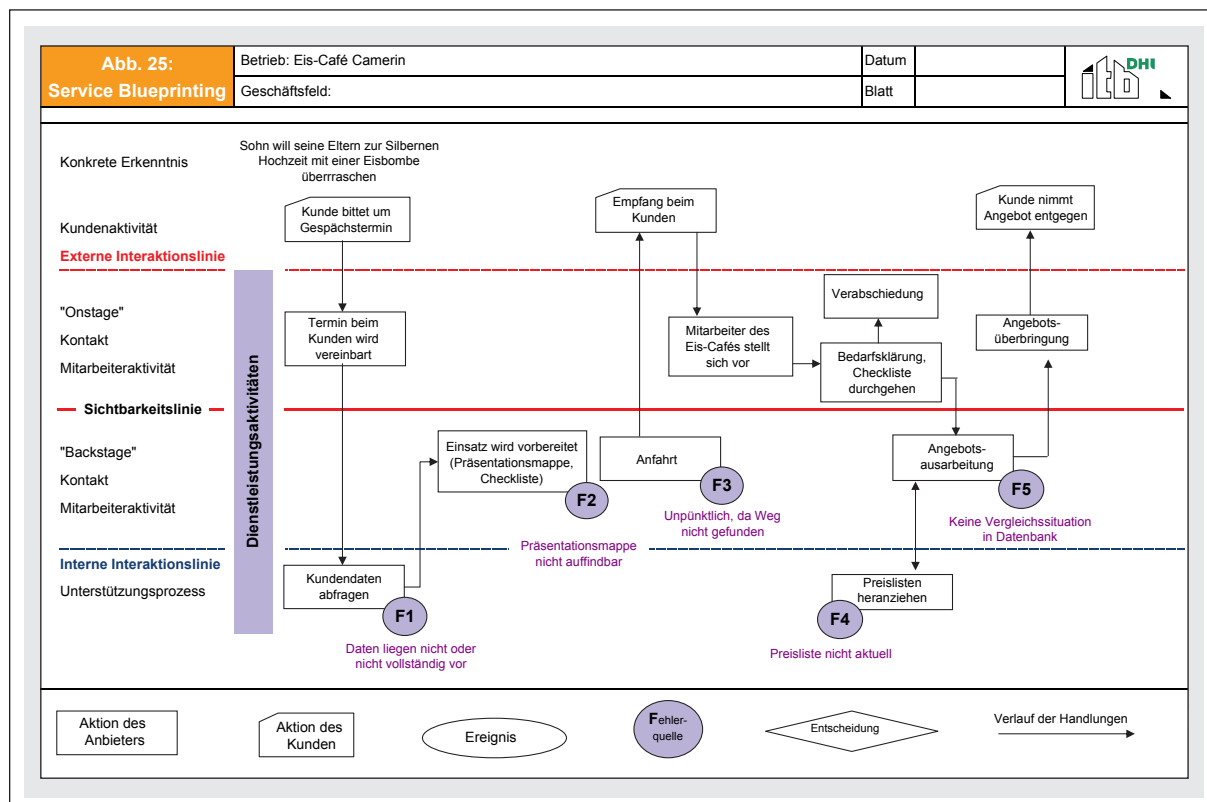 Abb. 25:
Service Blueprinting
Betrieb: Eis-Café Camerin
Geschäftsfeld:
Datum
Blatt
itb DHI
Konkrete Erkenntnis
Sohn will seine Eltern zur Silbernen
Hochzeit mit einer Eisbombe
überrraschen
Kundenaktivität
Kunde bittet um
Gespächstermin
Empfang beim
Kunden
Kunde nimmt
Angebot entgegen
Externe Interaktionslinie
Dienstleistungsaktivitäten
"Onstage"
Kontakt
Mitarbeiteraktivität
Termin beim
Kunden wird
vereinbart
Mitarbeiter des
Eis-Cafés stellt
sich vor
Verabschiedung
Bedarfsklärung,
Checkliste
durchgehen
Angebots-
überbringung
Sichtbarkeitslinie
"Backstage"
Kontakt
Mitarbeiteraktivität
Einsatz wird vorbereitet
(Präsentationsmappe,
Checkliste)
F2
Präsentationsmappe
nicht auffindbar
Anfahrt
F3
Unpünktlich, da Weg
nicht gefunden
Angebots-
ausarbeitung
F5
Keine Vergleichssituation
in Datenbank
Interne Interaktionslinie
Unterstützungsprozess
Kundendaten
abfragen
F1
Daten liegen nicht oder
nicht vollständig vor
Preislisten
heranziehen
F4
Preisliste nicht aktuell
Aktion des
Anbieters
Aktion des
Kunden
Ereignis
Fehler-
quelle
Entscheidung
Verlauf der Handlungen